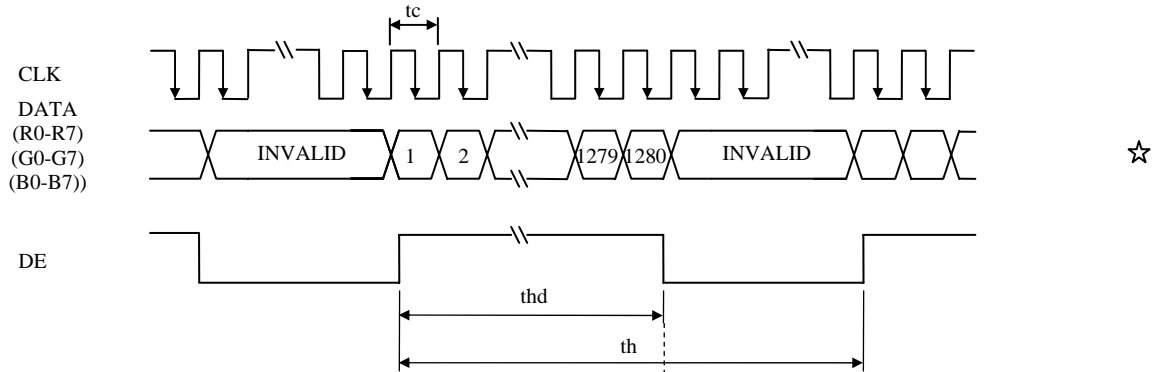 tc
CLK
DATA
(R0-R7)
(G0-G7)
(B0-B7))
INVALID 1 2 1279 1280 INVALID
DE
thd
th